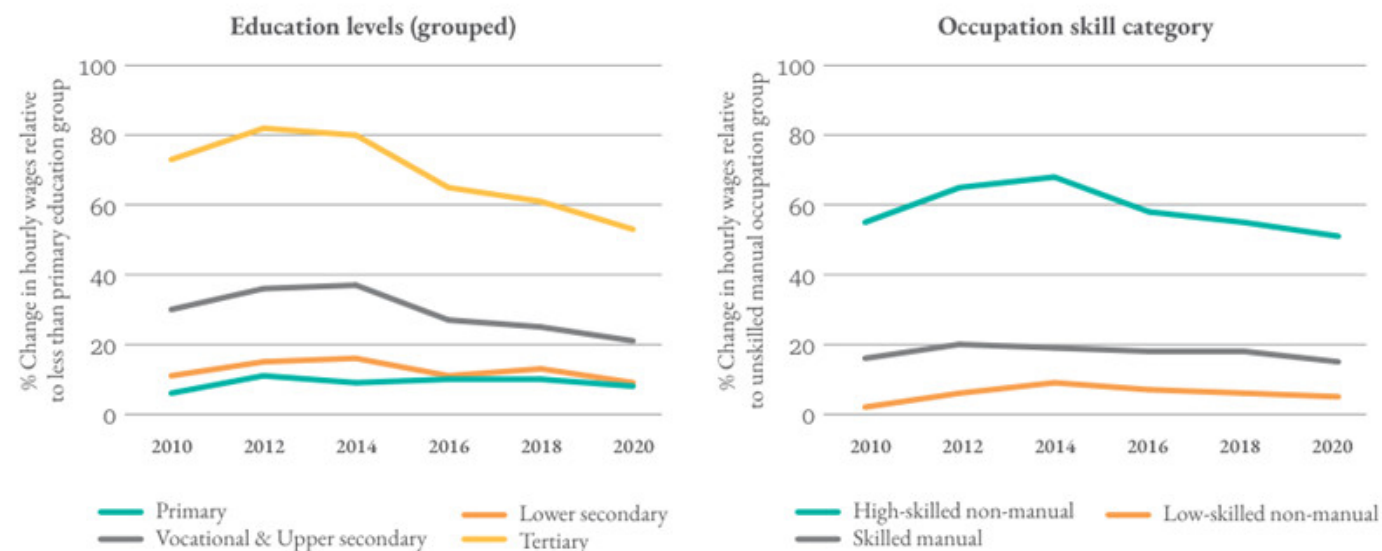 Education levels (grouped)
% Change in hourly wages relative
to less than primary education group
100
80
60
40
20
0
2010 2012 2014 2016 2018 2020
Primary
Lower secondary
Vocational & Upper secondary
Tertiary
Occupation skill category
% Change in hourly wages relative
to unskilled manual occupation group
100
80
60
40
20
0
2010 2012 2014 2016 2018 2020
High-skilled non-manual
Low-skilled non-manual
Skilled manual